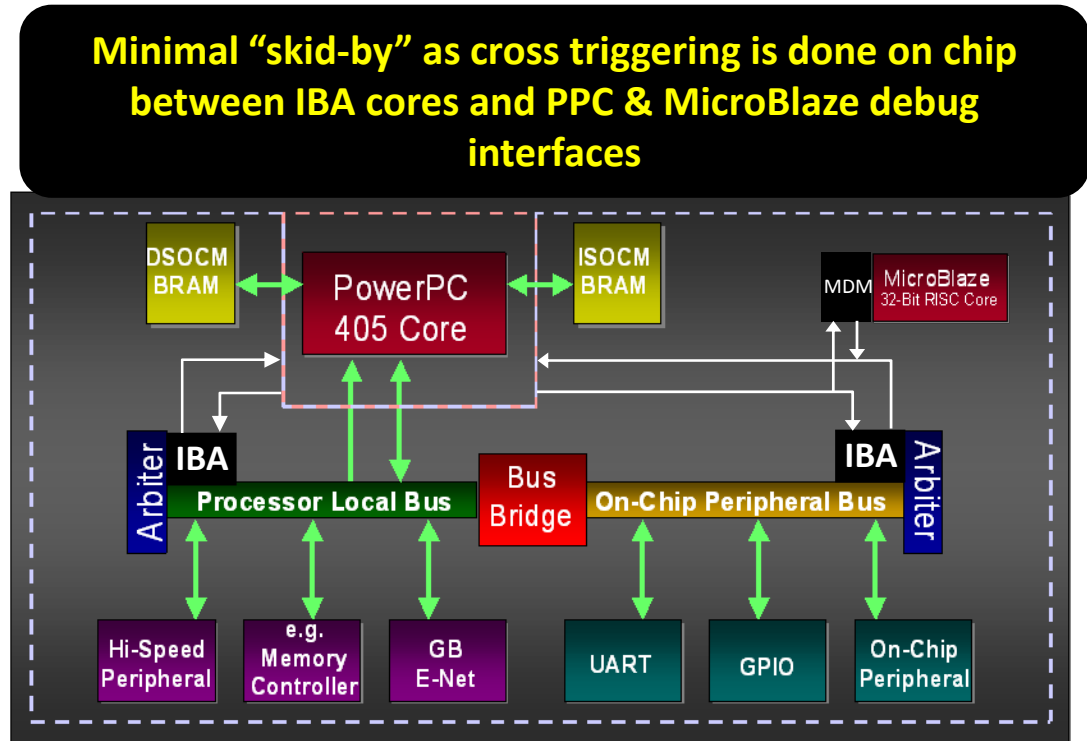 Minimal “skid-by” as cross triggering is done on chip
between IBA cores and PPC & MicroBlaze debug
interfaces
DSOCM
BRAM
PowerPC
405 Core
ISOCM
BRAM
MDM
MicroBlaze
32-Bit RISC Core
Arbiter
IBA
Processor Local Bus
Bus
Bridge
On-Chip Peripheral Bus
IBA
Arbiter
Hi-Speed
Peripheral
e.g.
Memory
Controller
GB
E-Net
UART
GPIO
On-Chip
Peripheral